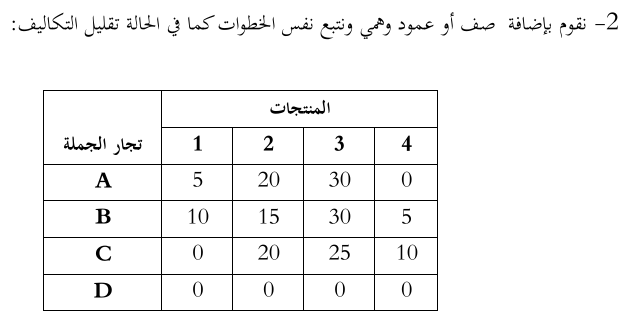 2- نقوم بإضافة صف أو عمود وهمي ونتبع نفس الخطوات كما في الحالة تقليل التكاليف:
المنتجات
تجار الجملة 1 2 3 4
A 5 20 30 0
B 10 15 30 5
C 0 20 25 10
D 0 0 0 0